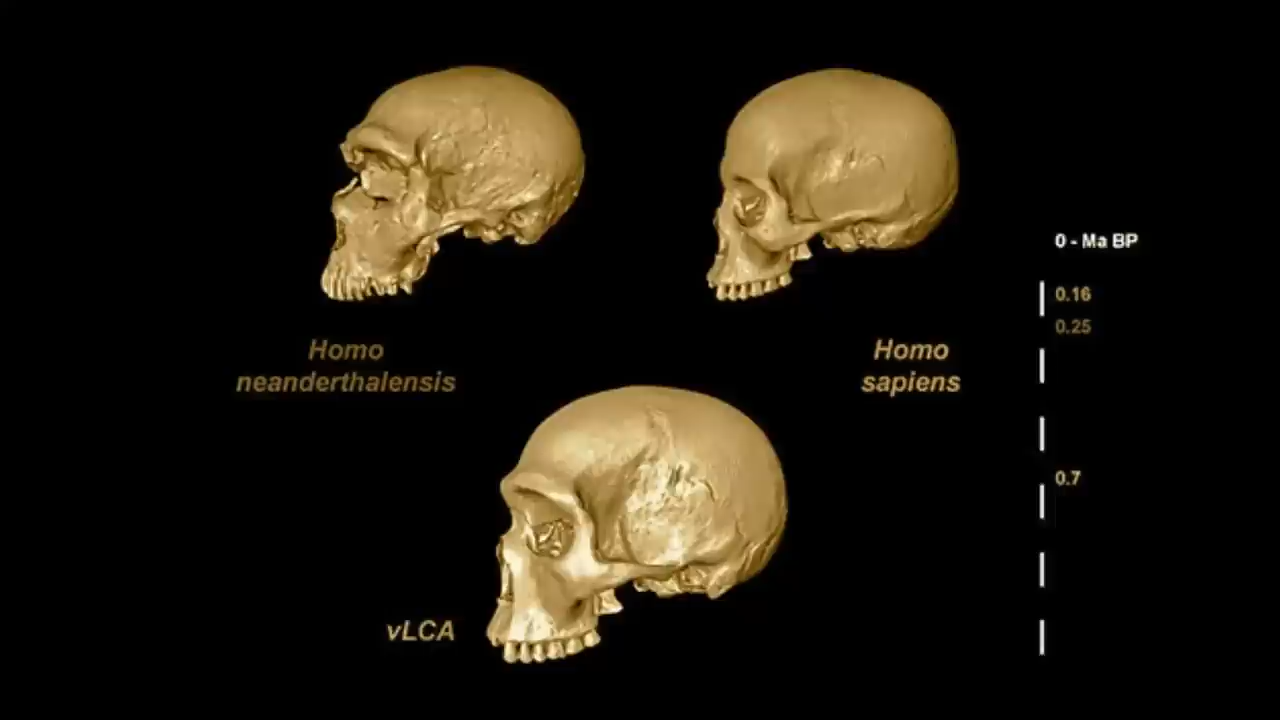 Homo
neanderthalensis
Homo
sapiens
vLCA
0 - Ma BP
0.16
0.25
0.7